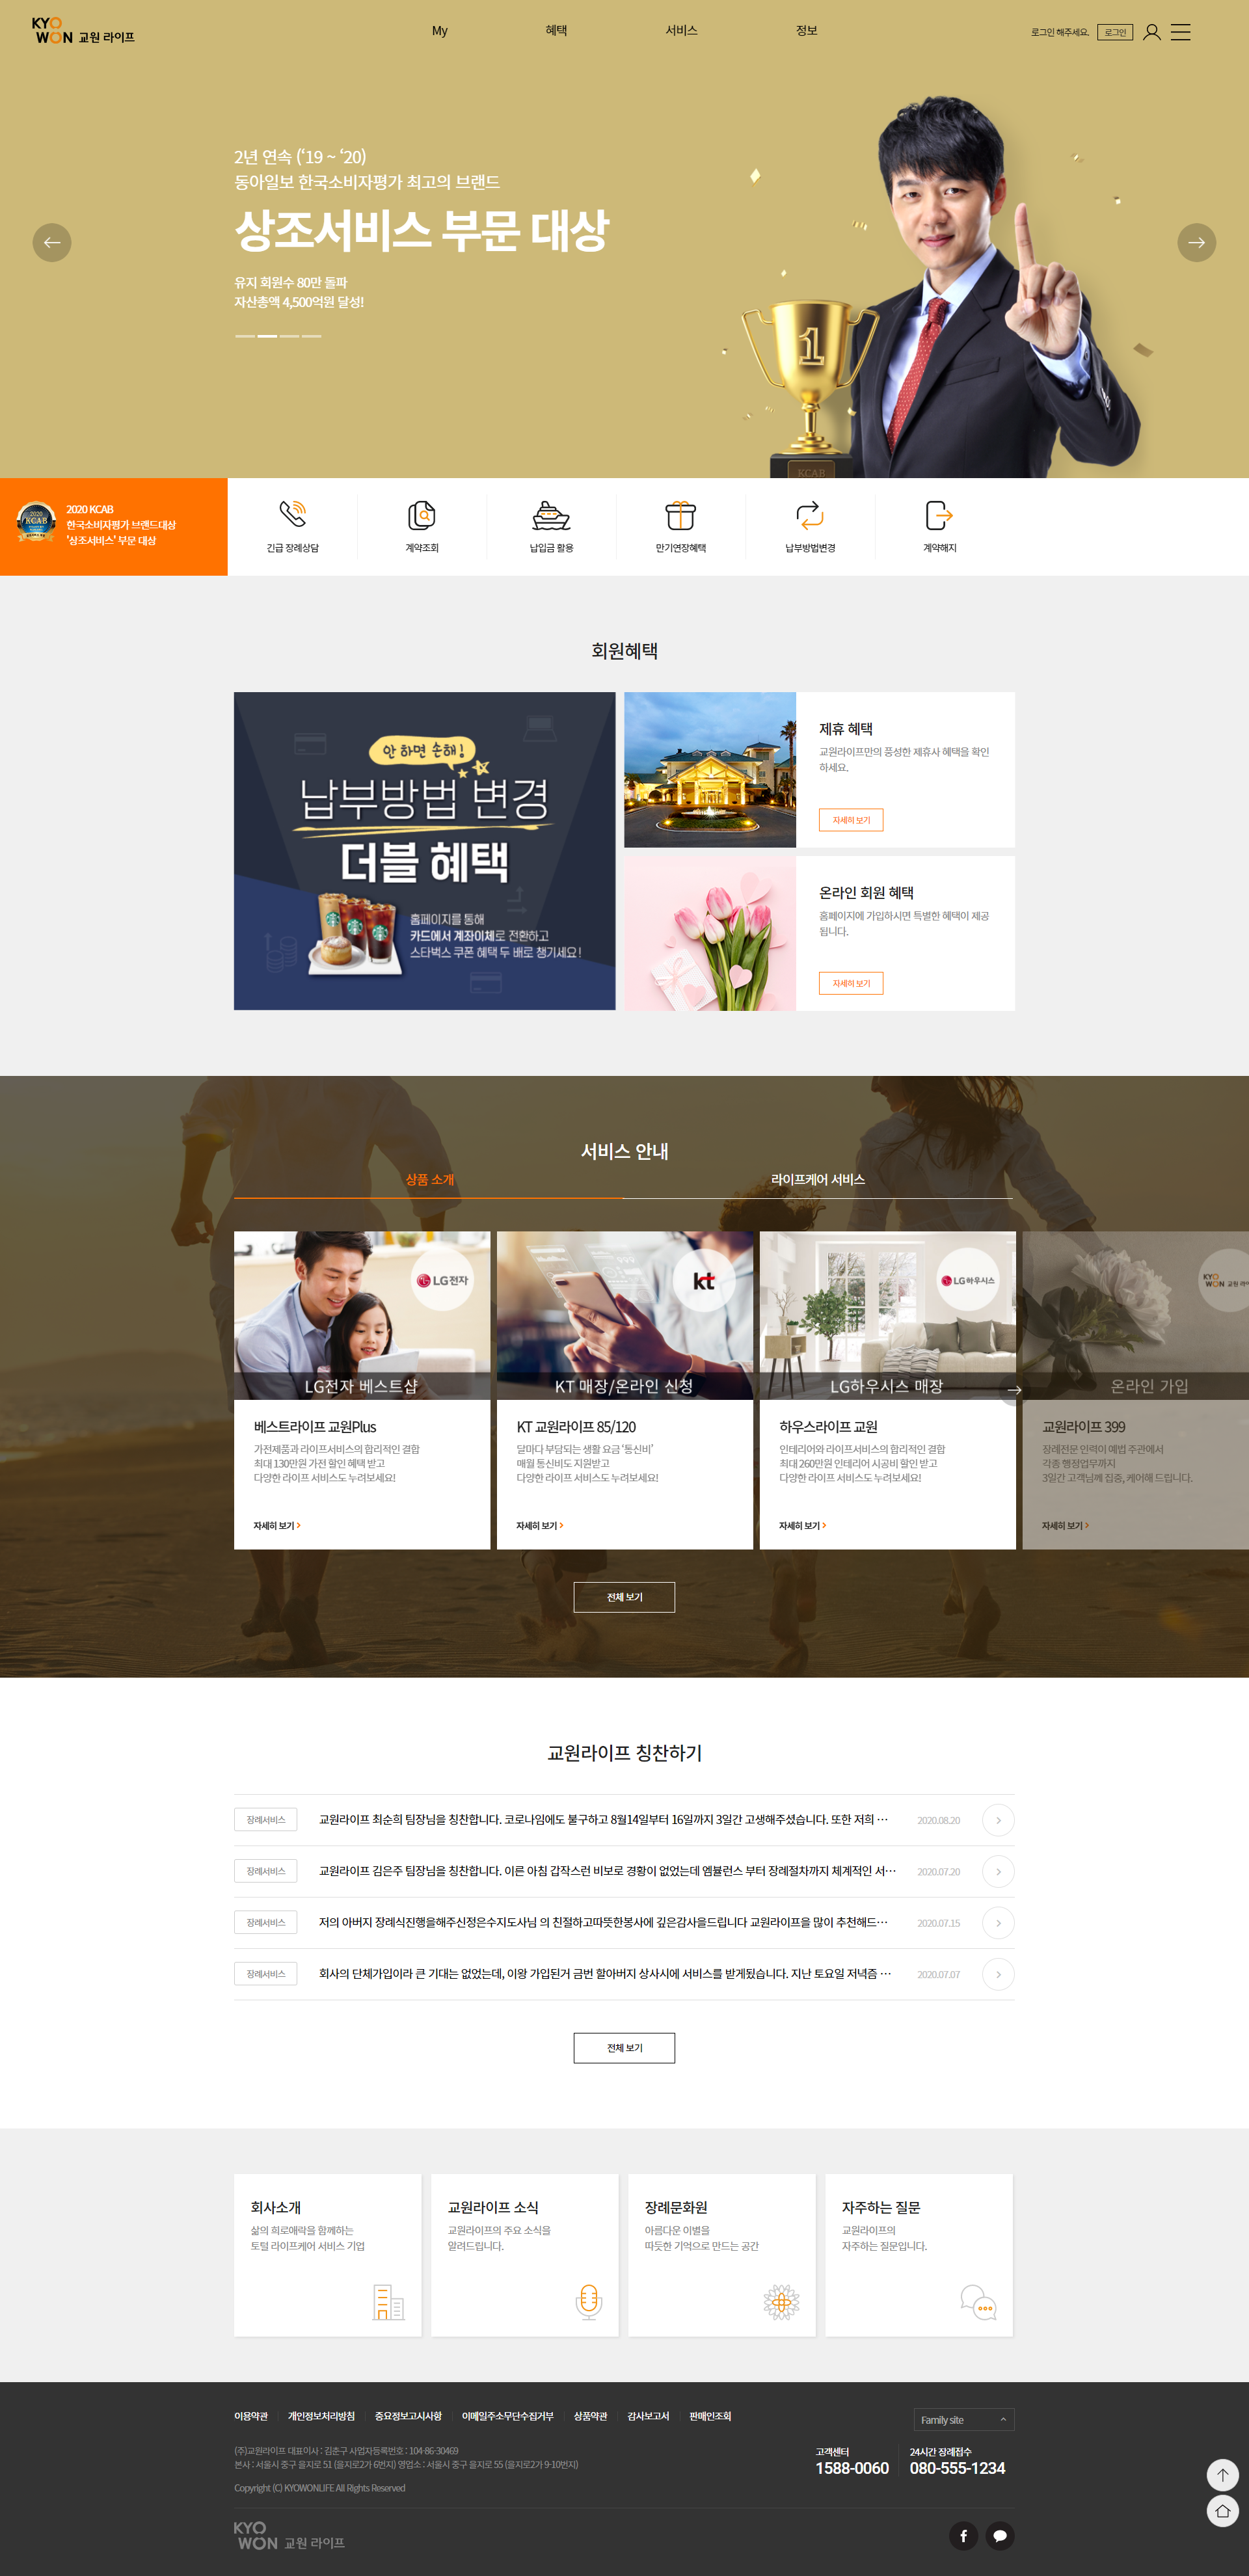 KYO
WON 교원 라이프
My
혜택
서비스
정보
로그인 해주세요.
로그인
2년 연속 (‘19 ~ ‘20)
동아일보 한국소비자평가 최고의 브랜드
상조서비스 부문 대상
유지 회원수 80만 돌파
자산총액 4,500억원 달성!
1
KCAB
2020
KCAB
2020 KCAB
한국소비자평가 브랜드대상
'상조서비스' 부문 대상
긴급 장례상담
계약조회
납입금 활용
만기연장혜택
납부방법변경
계약해지
회원혜택
안 하면 손해!
납부방법 변경
더블 혜택
홈페이지를 통해
카드에서 계좌이체로 전환하고
스타벅스 쿠폰 혜택 두 배로 챙기세요!
제휴 혜택
교원라이프만의 풍성한 제휴사 혜택을 확인
하세요.
자세히 보기
온라인 회원 혜택
홈페이지에 가입하시면 특별한 혜택이 제공
됩니다.
자세히 보기
서비스 안내
상품 소개
라이프케어 서비스
LG전자
LG전자 베스트샵
베스트라이프 교원Plus
가전제품과 라이프서비스의 합리적인 결합
최대 130만원 가전 할인 혜택 받고
다양한 라이프 서비스도 누려보세요!
자세히 보기
kt
KT 매장/온라인 신청
KT 교원라이프 85/120
달마다 부담되는 생활 요금 ‘통신비’
매월 통신비도 지원받고
다양한 라이프 서비스도 누려보세요!
자세히 보기
LG하우시스
LG하우시스 매장
하우스라이프 교원
인테리어와 라이프서비스의 합리적인 결합
최대 260만원 인테리어 시공비 할인 받고
다양한 라이프 서비스도 누려보세요!
자세히 보기
KYO
WON 교원 라이
온라인 가입
교원라이프 399
장례전문 인력이 예법 주관에서
각종 행정업무까지
3일간 고객님께 집중, 케어해 드립니다.
자세히 보기
전체 보기
교원라이프 칭찬하기
장례서비스
교원라이프 최순희 팀장님을 칭찬합니다. 코로나임에도 불구하고 8월14일부터 16일까지 3일간 고생해주셨습니다. 또한 저희 …
2020.08.20
장례서비스
교원라이프 김은주 팀장님을 칭찬합니다. 이른 아침 갑작스런 비보로 경황이 없었는데 엠뷸런스 부터 장례절차까지 체계적인 서…
2020.07.20
장례서비스
저의 아버지 장례식진행을해주신정은수지도사님 의 친절하고따뜻한봉사에 깊은감사을드립니다 교원라이프을 많이 추천해드…
2020.07.15
장례서비스
회사의 단체가입이라 큰 기대는 없었는데, 이왕 가입된거 금번 할아버지 상사시에 서비스를 받게됬습니다. 지난 토요일 저녁즘 …
2020.07.07
전체 보기
회사소개
삶의 희로애락을 함께하는
토털 라이프케어 서비스 기업
교원라이프 소식
교원라이프의 주요 소식을
알려드립니다.
장례문화원
아름다운 이별을
따듯한 기억으로 만드는 공간
자주하는 질문
교원라이프의
자주하는 질문입니다.
이용약관
개인정보처리방침
중요정보고시사항
이메일주소무단수집거부
상품약관
감사보고서
판매인조회
Family site
(주)교원라이프 대표이사 : 김춘구 사업자등록번호 : 104-86-30469
본사 : 서울시 중구 을지로 51 (을지로2가 6번지) 영업소 : 서울시 중구 을지로 55 (을지로2가 9-10번지)
Copyright (C) KYOWONLIFE All Rights Reserved
고객센터
1588-0060
24시간 장례접수
080-555-1234
KYO
WON 교원 라이프